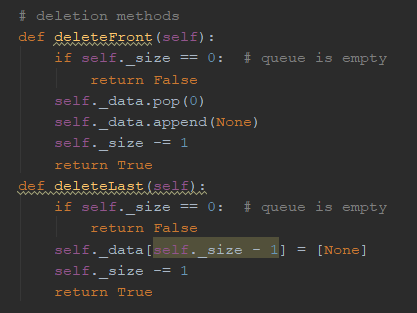 # deletion methods
def deleteFront(self):
    if self._size == 0:  # queue is empty
        return False
    self._data.pop(0)
    self._data.append(None)
    self._size -= 1
    return True
def deleteLast(self):
    if self._size == 0:  # queue is empty
        return False
    self._data[self._size - 1] = [None]
    self._size -= 1
    return True